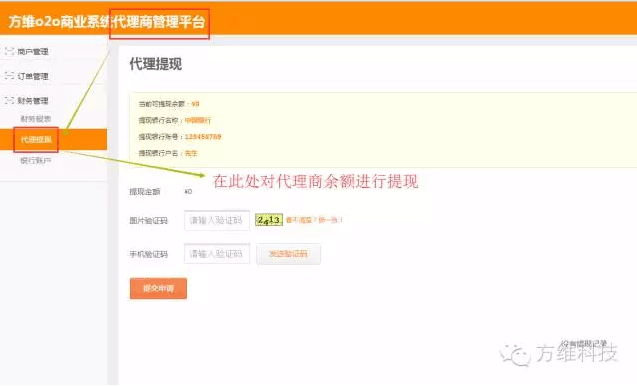 方维o2o商业系统代理商管理平台
商户管理
订单管理
财务管理
财务报表
代理提现
银行账户
代理提现
当前可提现余额：¥0
提现银行名称：中国银行
提现银行账号：123456789
提现银行户名：先生
在此处对代理商余额进行提现
提现金额 ¥0
图片验证码 请输入验证码 2413 看不清楚？换一张！
手机验证码 请输入验证码 发送验证码
提交申请
没有提现记录
方维科技